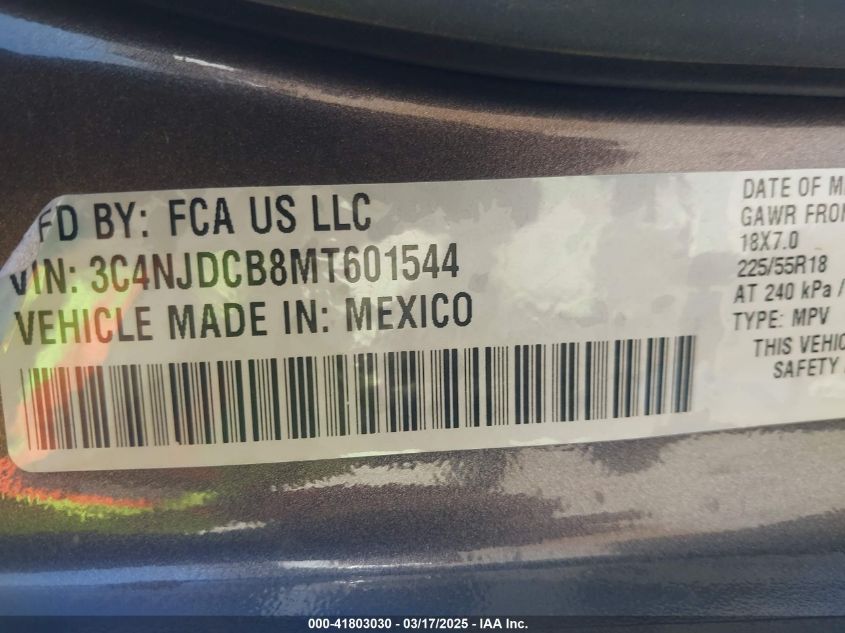 FD BY: FCA US LLC
VIN: 3C4NJDCB8MT601544
VEHICLE MADE IN: MEXICO
DATE OF M
GAWR FRON
18X7.0
225/55R18
AT 240 kPa /
TYPE: MPV
THIS VEHIC
SAFETY
000-41803030 - 03/17/2025 - IAA Inc.